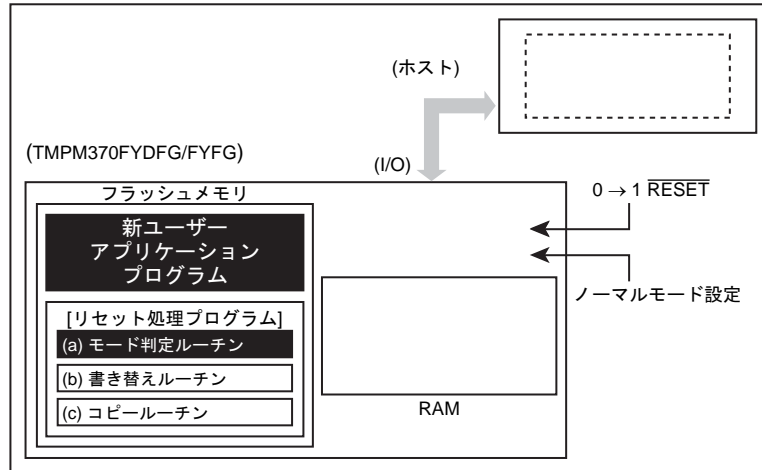 (ホスト)
(TMPM370FYDFG/FYFG)
(I/O)
フラッシュメモリ
0 → 1 RESET
新ユーザー
アプリケーション
プログラム
ノーマルモード設定
[リセット処理プログラム]
(a) モード判定ルーチン
(b) 書き替えルーチン
(c) コピールーチン
RAM